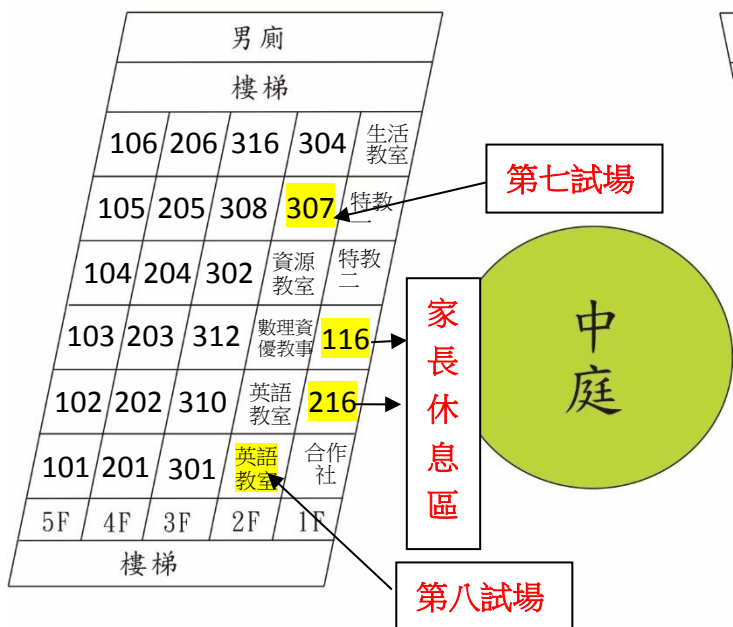 男廁
樓梯
106 206 316 304 生活教室
105 205 308 307 特教一
第七試場
104 204 302 資源教室 特教二
103 203 312 數理資優教事 116
102 202 310 英語教室 216
101 201 301 英語教室 合作社
5F 4F 3F 2F 1F
樓梯
家長休息區
中庭
第八試場